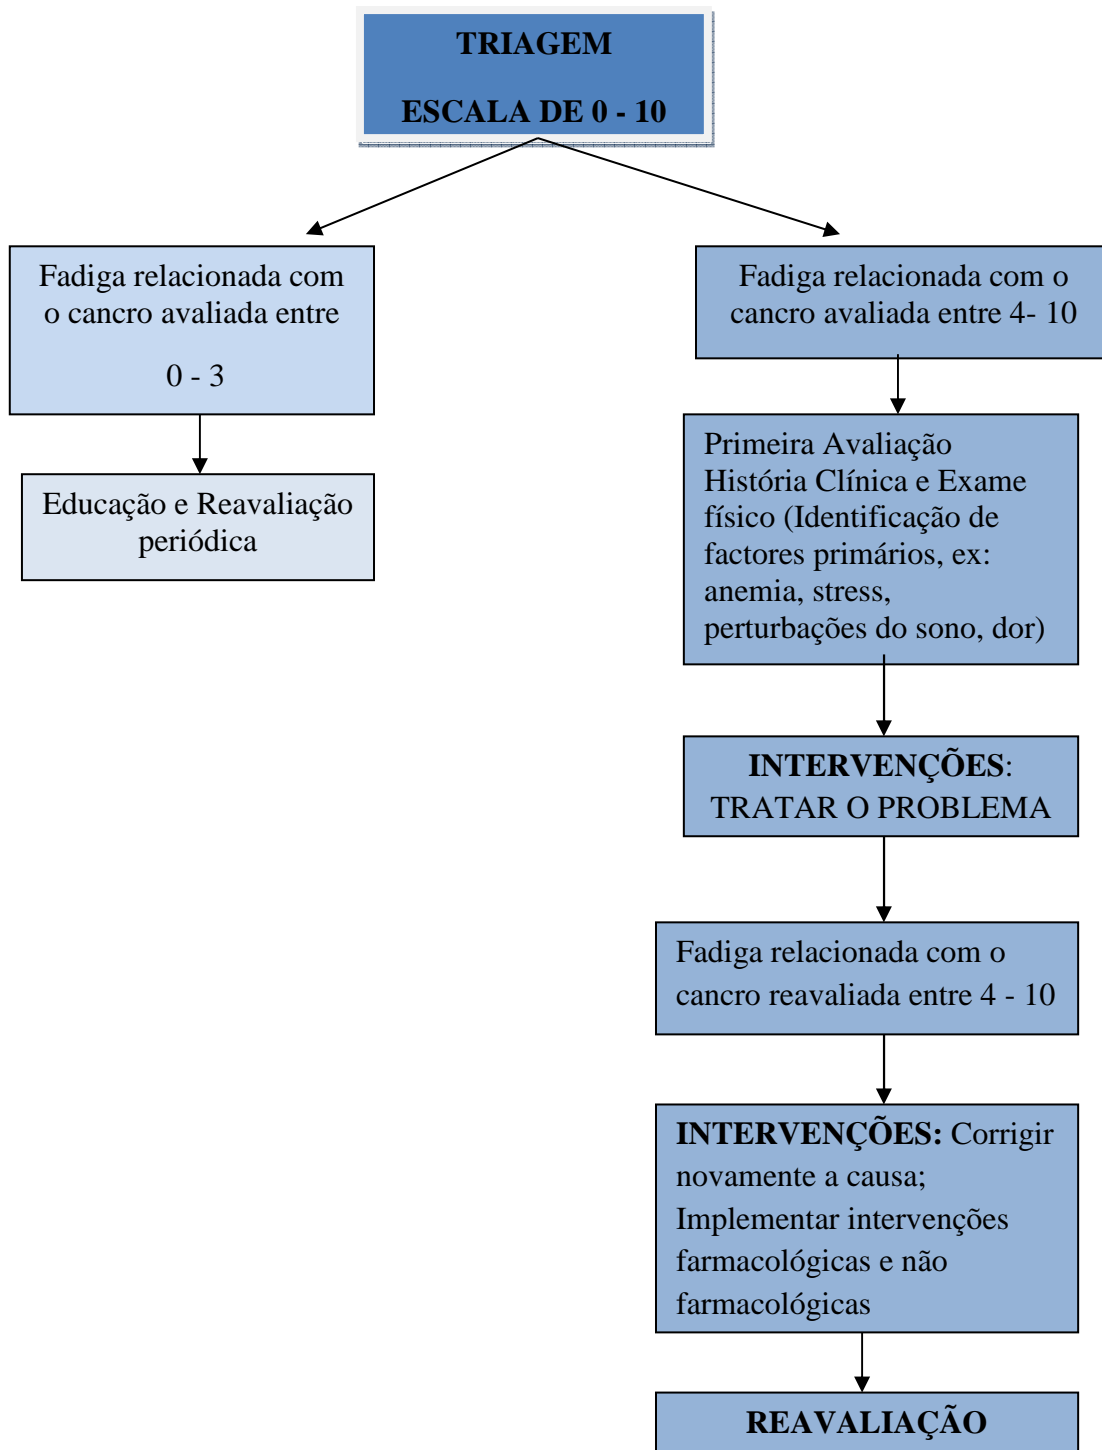 TRIAGEM
ESCALA DE 0 - 10
Fadiga relacionada com
o cancro avaliada entre
0 - 3
Educação e Reavaliação
periódica
Fadiga relacionada com o
cancro avaliada entre 4- 10
Primeira Avaliação
História Clínica e Exame
físico (Identificação de
factores primários, ex:
anemia, stress,
perturbações do sono, dor)
INTERVENÇÕES:
TRATAR O PROBLEMA
Fadiga relacionada com o
cancro reavaliada entre 4 - 10
INTERVENÇÕES: Corrigir
novamente a causa;
Implementar intervenções
farmacológicas e não
farmacológicas
REAVALIAÇÃO